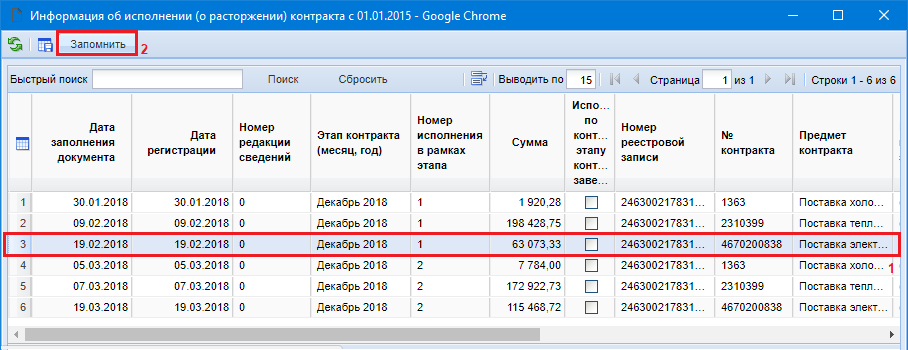 Информация об исполнении (о расторжении) контракта с 01.01.2015 - Google Chrome
Запомнить 2
Быстрый поиск Поиск Сбросить Выводить по 15 Страница 1 из 1 Строки 1 - 6 из 6
Дата заполнения документа Дата регистрации Номер редакции сведений Этап контракта (месяц, год) Номер исполнения в рамках этапа Сумма Испо... по конт... этапу конт... заве... Номер реестровой записи № контракта Предмет контракта
1 30.01.2018 30.01.2018 0 Декабрь 2018 1 1 920,28 246300217831... 1363 Поставка холо...
2 09.02.2018 09.02.2018 0 Декабрь 2018 1 198 428,75 246300217831... 2310399 Поставка тепл...
3 19.02.2018 19.02.2018 0 Декабрь 2018 1 63 073,33 246300217831... 4670200838 Поставка элект...
4 05.03.2018 05.03.2018 0 Декабрь 2018 2 7 784,00 246300217831... 1363 Поставка холо... 1
5 07.03.2018 07.03.2018 0 Декабрь 2018 2 172 922,73 246300217831... 2310399 Поставка тепл...
6 19.03.2018 19.03.2018 0 Декабрь 2018 2 115 468,72 246300217831... 4670200838 Поставка элект...